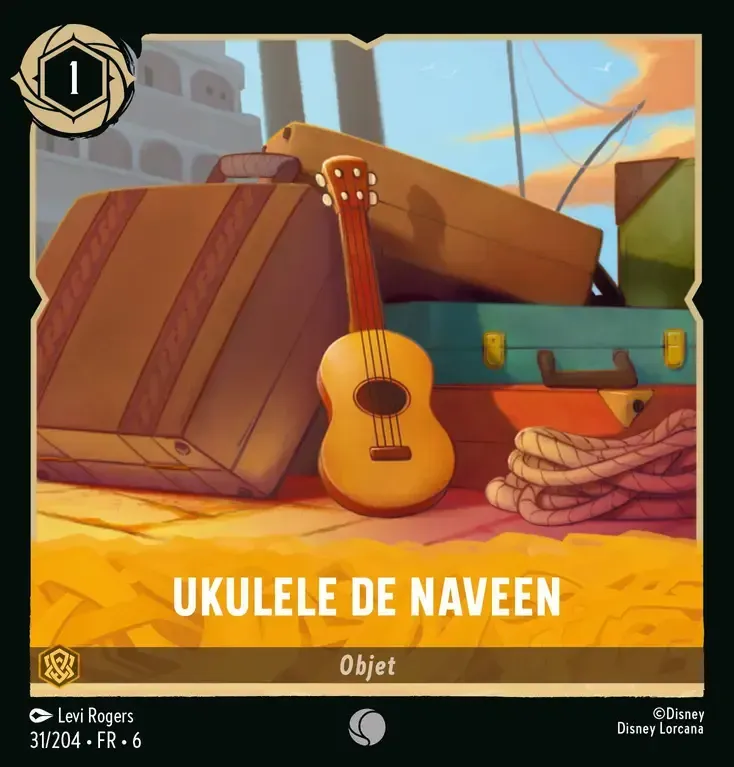 1
UKULELE DE NAVEEN
Objet
Levi Rogers
31/204 • FR • 6
©Disney
Disney Lorcana